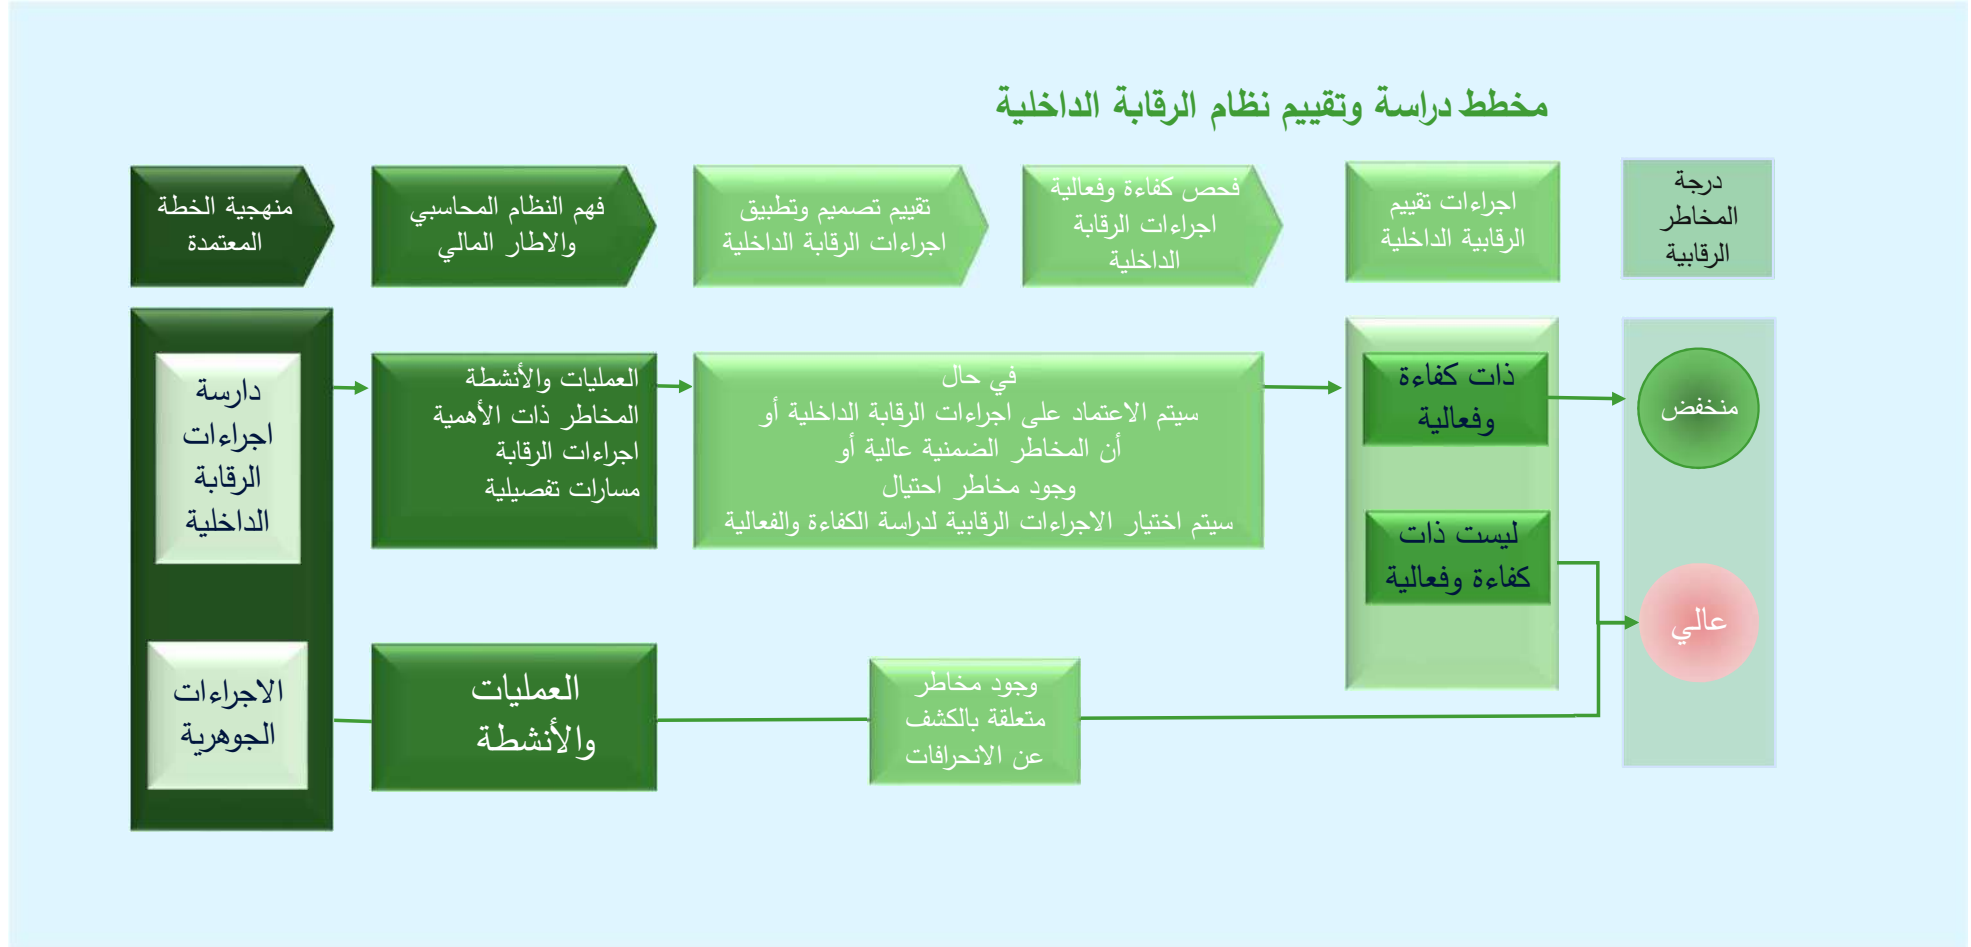 مخطط دراسة وتقييم نظام الرقابة الداخلية
منهجية الخطة
المعتمدة
فهم النظام المحاسبي
والاطار المالي
تقييم تصميم وتطبيق
اجراءات الرقابة الداخلية
فحص كفاءة وفعالية
اجراءات الرقابة
الداخلية
اجراءات تقييم
الرقابية الداخلية
درجة
المخاطر
الرقابية
دارسة
اجراءات
الرقابة
الداخلية
العمليات والأنشطة
المخاطر ذات الأهمية
اجراءات الرقابة
مسارات تفصيلية
في حال
سيتم الاعتماد على اجراءات الرقابة الداخلية أو
أن المخاطر الضمنية عالية أو
وجود مخاطر احتيال
سيتم اختيار الاجراءات الرقابية لدراسة الكفاءة والفعالية
ذات كفاءة
وفعالية
منخفض
ليست ذات
كفاءة وفعالية
عالي
الاجراءات
الجوهرية
العمليات
والأنشطة
وجود مخاطر
متعلقة بالكشف
عن الانحرافات